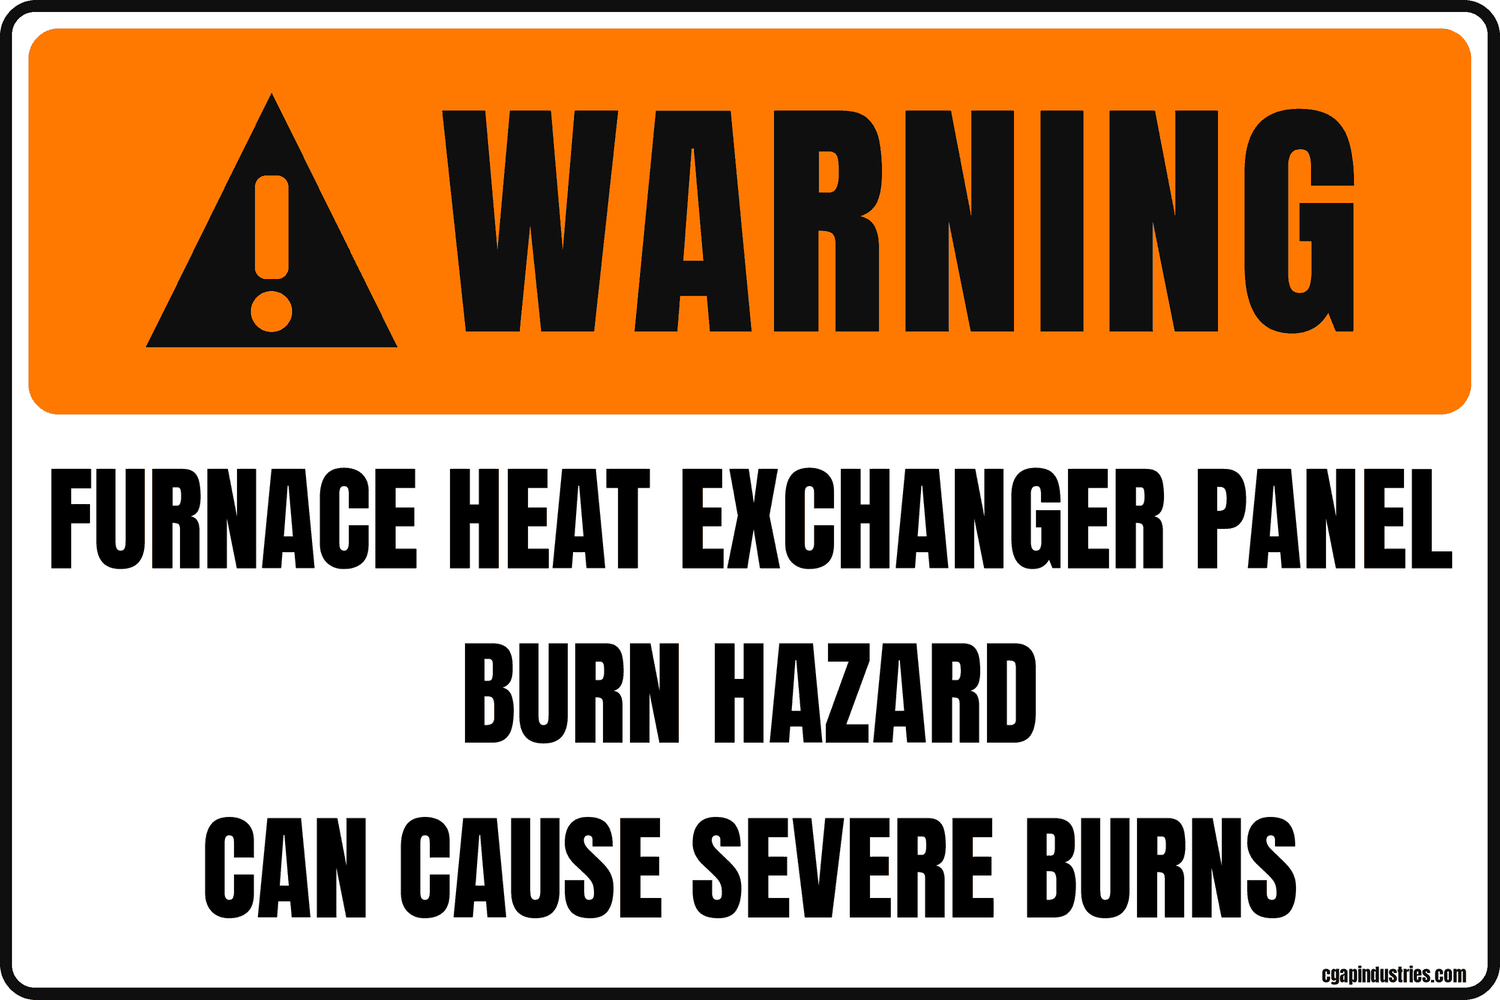 WARNING
FURNACE HEAT EXCHANGER PANEL
BURN HAZARD
CAN CAUSE SEVERE BURNS
cgapindustries.com